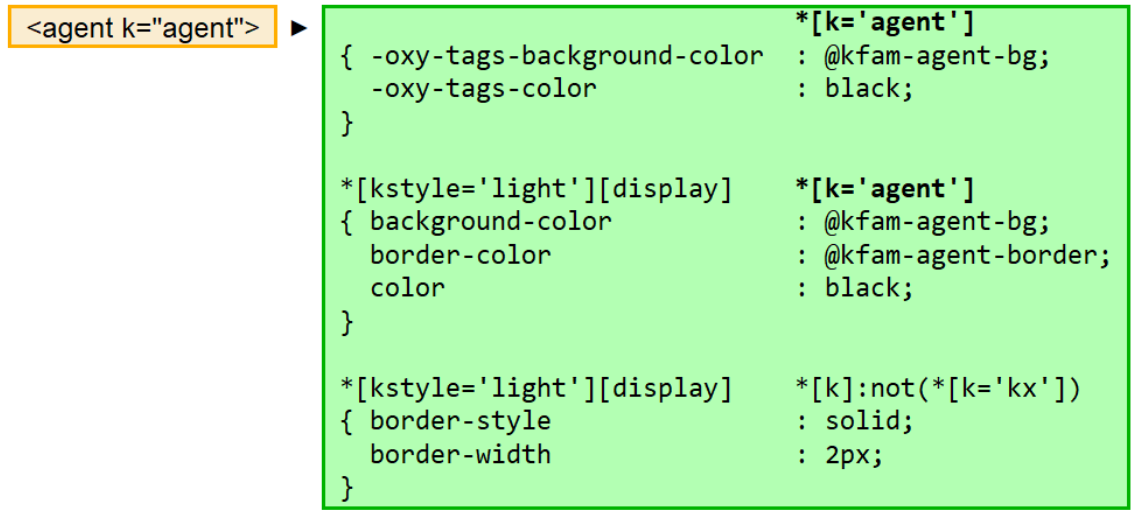 <agent k="agent"> ►
*[k='agent']
{ -oxy-tags-background-color : @kfam-agent-bg;
-oxy-tags-color : black;
}
*[kstyle='light'][display] *[k='agent']
{ background-color : @kfam-agent-bg;
border-color : @kfam-agent-border;
color : black;
}
*[kstyle='light'][display] *[k]:not(*[k='kx'])
{ border-style : solid;
border-width : 2px;
}